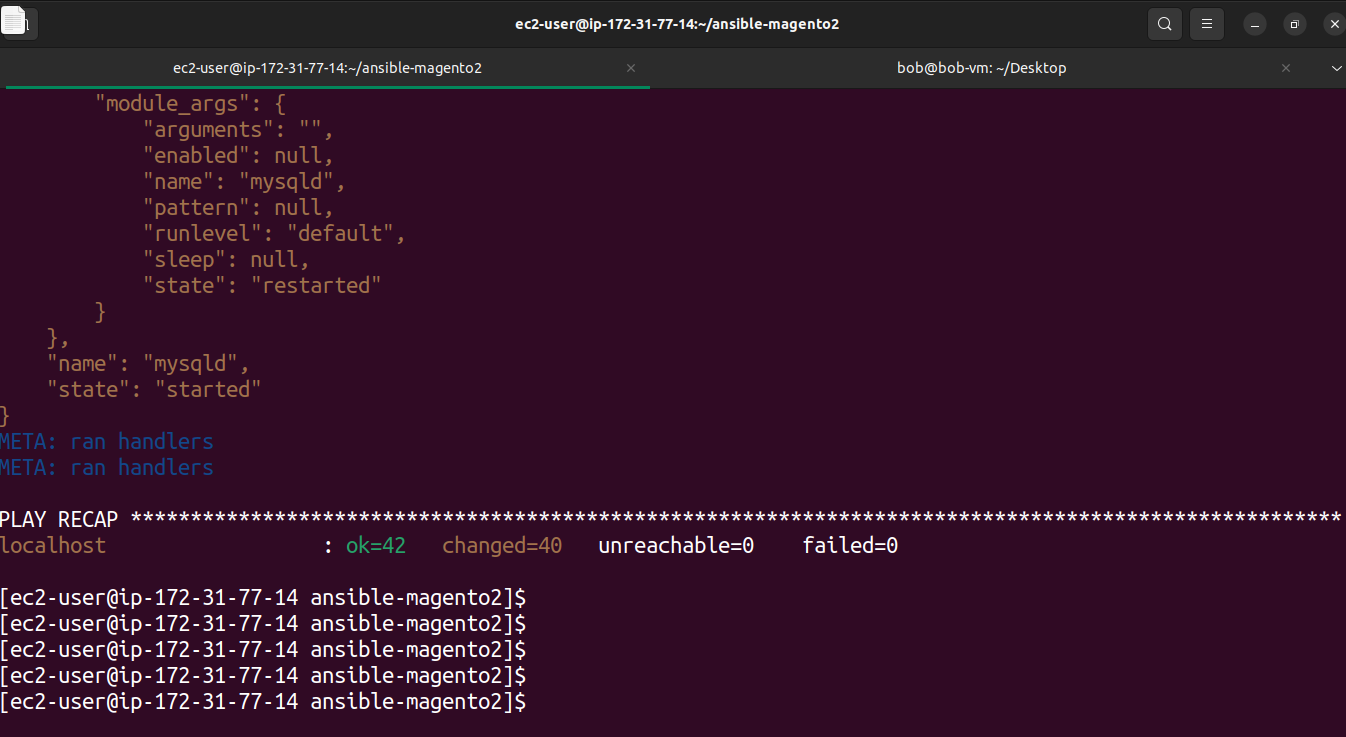 ec2-user@ip-172-31-77-14:~/ansible-magento2
ec2-user@ip-172-31-77-14:~/ansible-magento2
bob@bob-vm: ~/Desktop
"module_args": {
"arguments": "",
"enabled": null,
"name": "mysqld",
"pattern": null,
"runlevel": "default",
"sleep": null,
"state": "restarted"
}
},
"name": "mysqld",
"state": "started"
}
META: ran handlers
META: ran handlers
PLAY RECAP *****************************************************************************************************
localhost : ok=42 changed=40 unreachable=0 failed=0
[ec2-user@ip-172-31-77-14 ansible-magento2]$
[ec2-user@ip-172-31-77-14 ansible-magento2]$
[ec2-user@ip-172-31-77-14 ansible-magento2]$
[ec2-user@ip-172-31-77-14 ansible-magento2]$
[ec2-user@ip-172-31-77-14 ansible-magento2]$